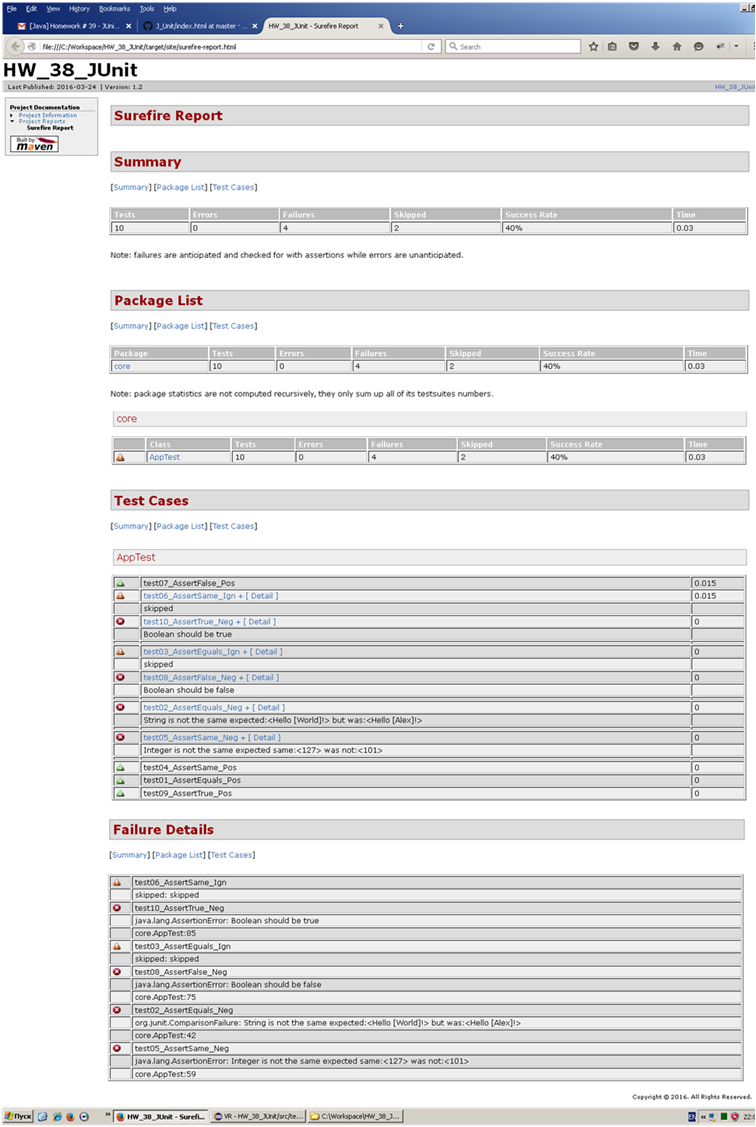 File Edit View History Bookmarks Tools Help
[Java] Homework # 39 - JUni... × J_Unit/index.html at master · ... × HW_38_JUnit - Surefire Report × +
file:///C:/Workspace/HW_38_JUnit/target/site/surefire-report.html Search
HW_38_JUnit
Last Published: 2016-03-24 | Version: 1.2 HW_38_JUni
Project Documentation
Project Information
Project Reports
Surefire Report
Built by
maven
Surefire Report
Summary
[Summary] [Package List] [Test Cases]
Tests Errors Failures Skipped Success Rate Time
10 0 4 2 40% 0.03
Note: failures are anticipated and checked for with assertions while errors are unanticipated.
Package List
[Summary] [Package List] [Test Cases]
Package Tests Errors Failures Skipped Success Rate Time
core 10 0 4 2 40% 0.03
Note: package statistics are not computed recursively, they only sum up all of its testsuites numbers.
core
Class Tests Errors Failures Skipped Success Rate Time
AppTest 10 0 4 2 40% 0.03
Test Cases
[Summary] [Package List] [Test Cases]
AppTest
test07_AssertFalse_Pos 0.015
test06_AssertSame_Ign + [ Detail ] 0.015
skipped
test10_AssertTrue_Neg + [ Detail ] 0
Boolean should be true
test03_AssertEguals_Ign + [ Detail ] 0
skipped
test08_AssertFalse_Neg + [ Detail ] 0
Boolean should be false
test02_AssertEquals_Neg + [ Detail ] 0
String is not the same expected:<Hello [World]!> but was:<Hello [Alex]!>
test05_AssertSame_Neg + [ Detail ] 0
Integer is not the same expected same:<127> was not:<101>
test04_AssertSame_Pos 0
test01_AssertEquals_Pos 0
test09_AssertTrue_Pos 0
Failure Details
[Summary] [Package List] [Test Cases]
test06_AssertSame_Ign
skipped: skipped
test10_AssertTrue_Neg
java.lang.AssertionError: Boolean should be true
core.AppTest:85
test03_AssertEguals_Ign
skipped: skipped
test08_AssertFalse_Neg
java.lang.AssertionError: Boolean should be false
core.AppTest:75
test02_AssertEquals_Neg
org.junit.ComparisonFailure: String is not the same expected:<Hello [World]!> but was:<Hello [Alex]!>
core.AppTest:42
test05_AssertSame_Neg
java.lang.AssertionError: Integer is not the same expected same:<127> was not:<101>
core.AppTest:59
Copyright © 2016. All Rights Reserved.
Пуск » HW_38_JUnit - Surefi... VR - HW_38_JUnit/src/te... C:\Workspace\HW_38_J... EN « 22:0